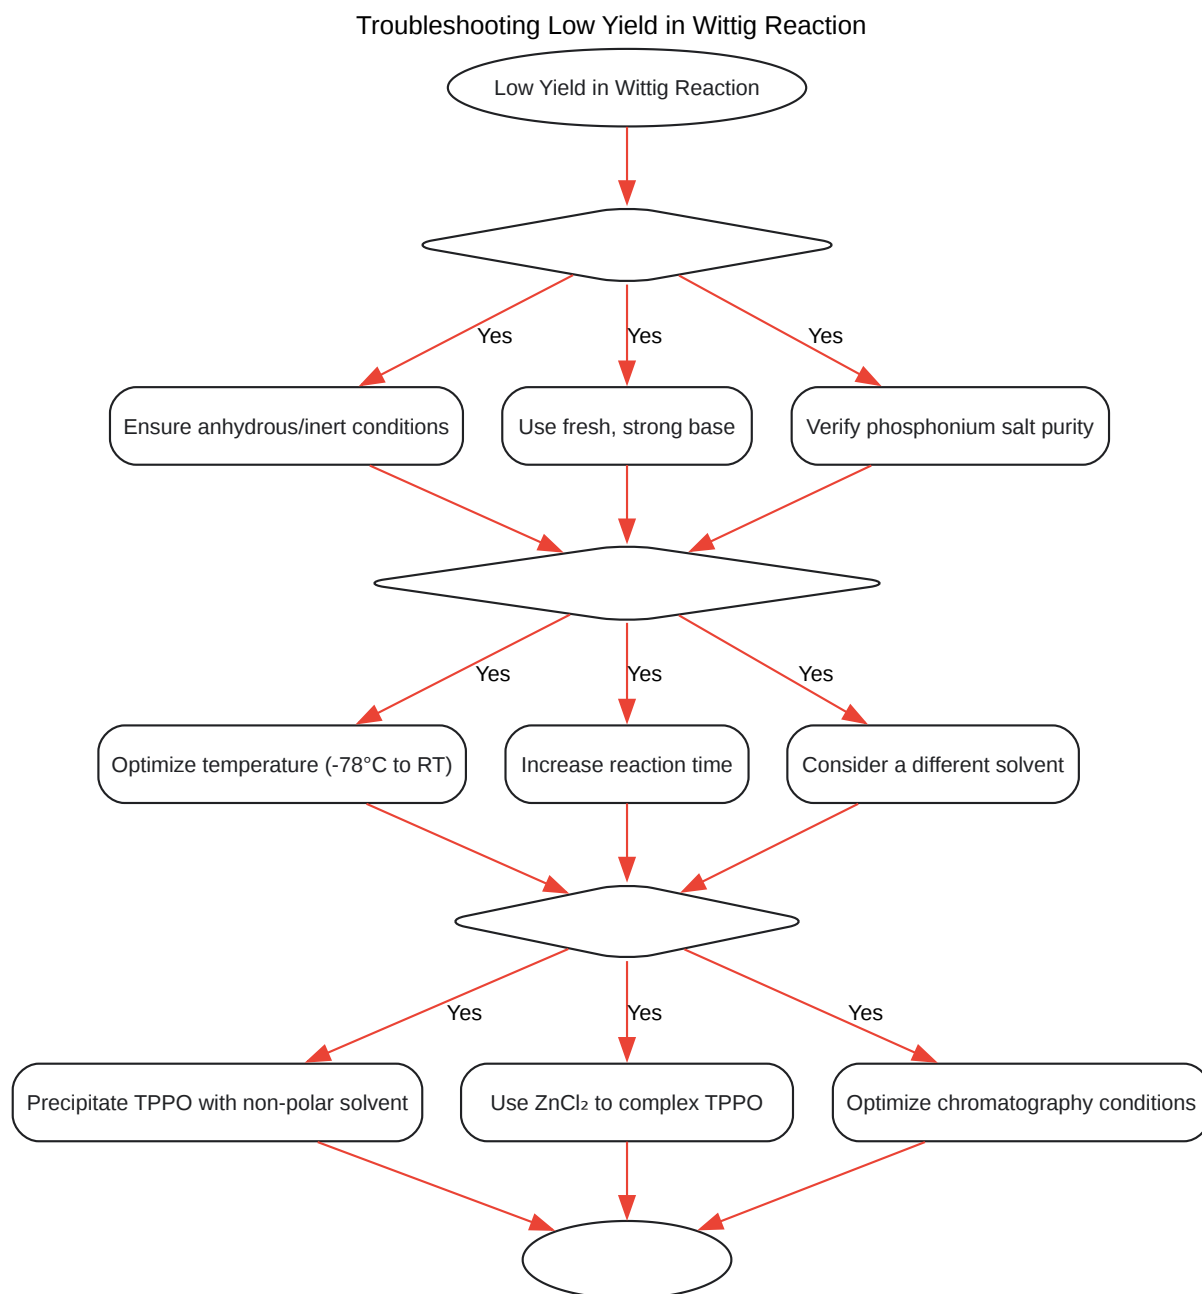 Troubleshooting Low Yield in Wittig Reaction
Low Yield in Wittig Reaction
Yes
Yes
Yes
Ensure anhydrous/inert conditions
Use fresh, strong base
Verify phosphonium salt purity
Yes
Yes
Yes
Optimize temperature (-78°C to RT)
Increase reaction time
Consider a different solvent
Yes
Yes
Yes
Precipitate TPPO with non-polar solvent
Use ZnCl₂ to complex TPPO
Optimize chromatography conditions